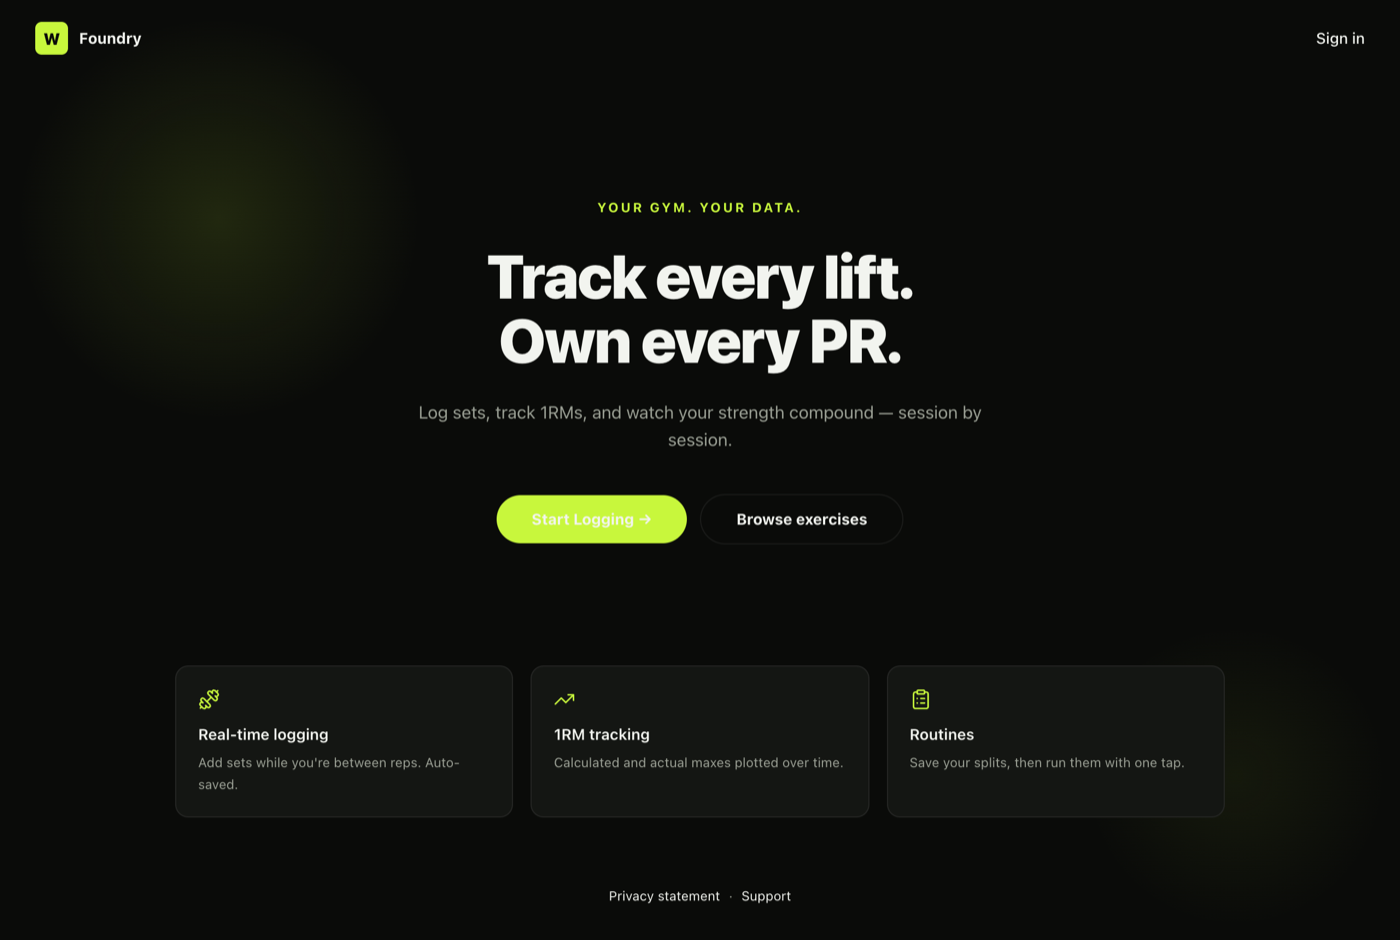 W Foundry
Sign in
YOUR GYM. YOUR DATA.
Track every lift.
Own every PR.
Log sets, track 1RMs, and watch your strength compound — session by
session.
Start Logging →
Browse exercises
Real-time logging
Add sets while you're between reps. Auto-
saved.
1RM tracking
Calculated and actual maxes plotted over time.
Routines
Save your splits, then run them with one tap.
Privacy statement · Support